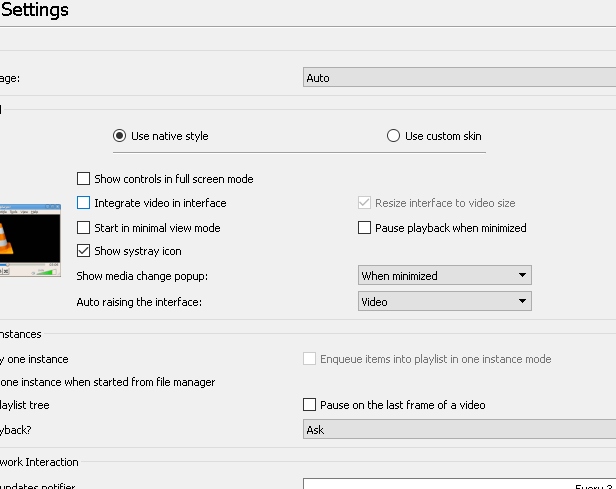 Settings
age: Auto
Use native style Use custom skin
Show controls in full screen mode
Integrate video in interface Resize interface to video size
Start in minimal view mode Pause playback when minimized
Show systray icon
Show media change popup: When minimized
Auto raising the interface: Video
nstances
y one instance Enqueue items into playlist in one instance mode
one instance when started from file manager
aylist tree Pause on the last frame of a video
yback? Ask
work Interaction
updates notifier Every 3